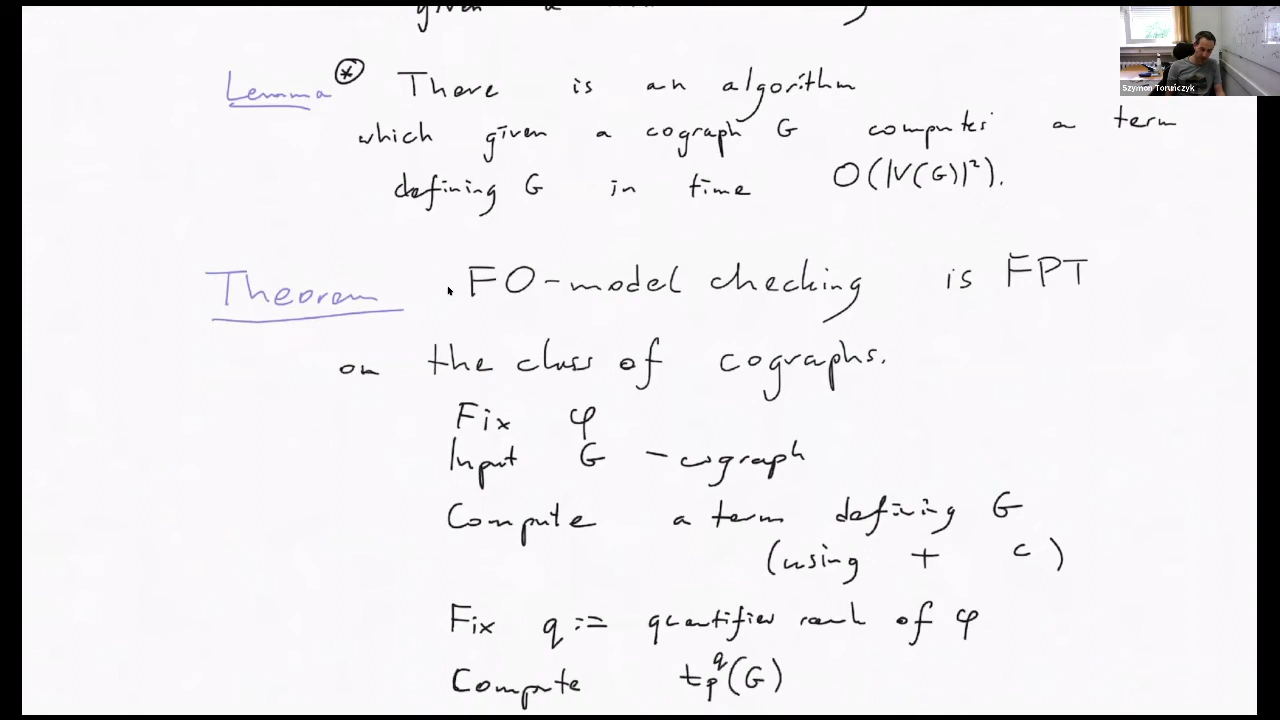 given a
Lemma * There is an algorithm
which given a cograph G computes a term
defining G in time O(|V(G)|²).
Theorem FO-model checking is FPT
on the class of cographs.
Fix φ
Input G - cograph
Compute a term defining G
(using + c)
Fix q := quantifier rank of φ
Compute tp^q(G)
Szymon Toruńczyk